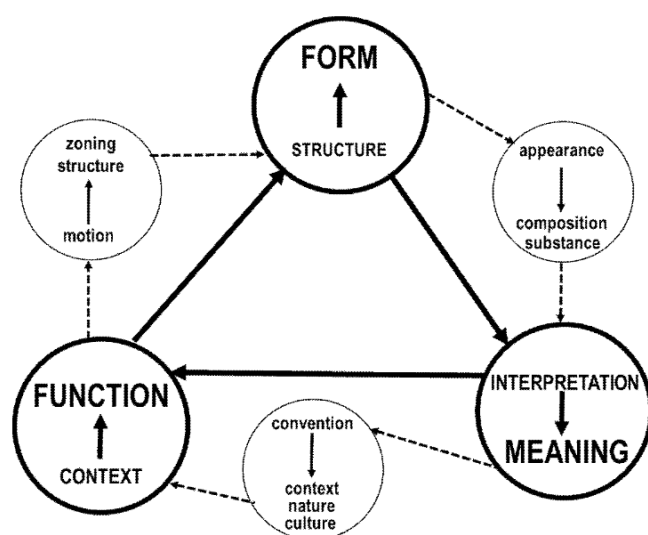 FORM
STRUCTURE
zoning
structure
motion
appearance
composition
substance
FUNCTION
CONTEXT
convention
context
nature
culture
INTERPRETATION
MEANING